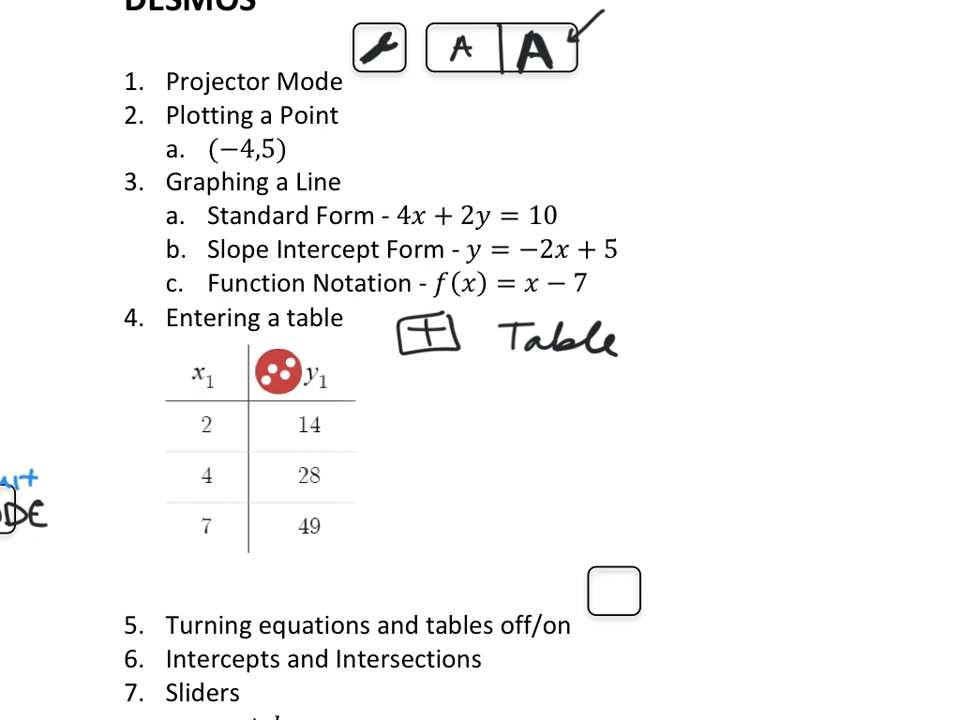 DESMOS
A A
1. Projector Mode
2. Plotting a Point
a. (−4,5)
3. Graphing a Line
a. Standard Form - 4x + 2y = 10
b. Slope Intercept Form - y = −2x + 5
c. Function Notation - f(x) = x − 7
4. Entering a table
+ Table
x₁ y₁
2 14
4 28
7 49
5. Turning equations and tables off/on
6. Intercepts and Intersections
7. Sliders